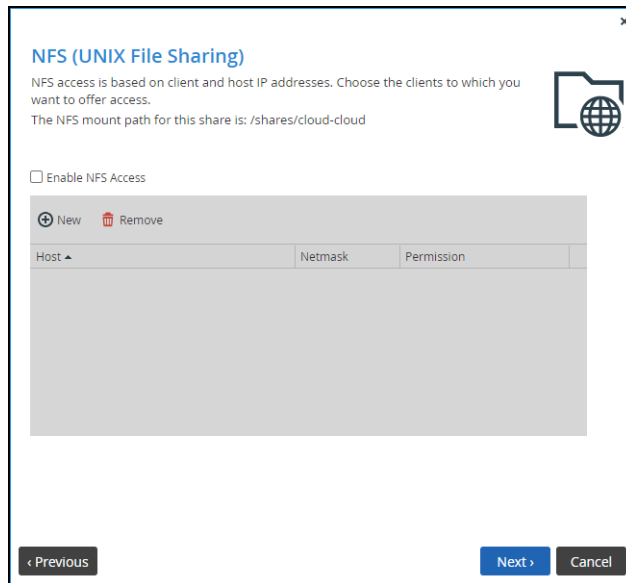 NFS (UNIX File Sharing)
NFS access is based on client and host IP addresses. Choose the clients to which you
want to offer access.
The NFS mount path for this share is: /shares/cloud-cloud
Enable NFS Access
New Remove
Host Netmask Permission
‹ Previous Next › Cancel